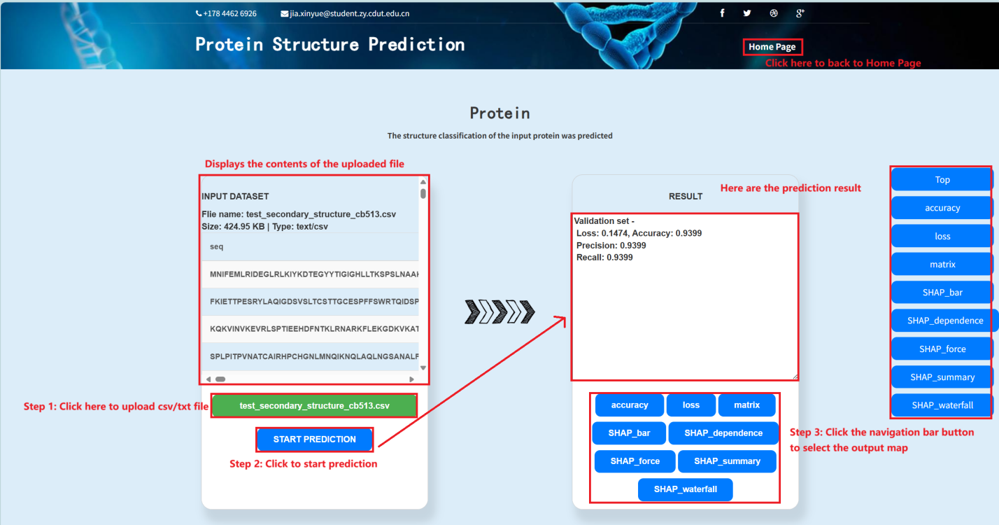 +178 4462 6926
jia.xinyue@student.zy.cdut.edu.cn
Protein Structure Prediction
Home Page
Click here to back to Home Page
Protein
The structure classification of the input protein was predicted
Displays the contents of the uploaded file
INPUT DATASET
File name: test_secondary_structure_cb513.csv
Size: 424.95 KB | Type: text/csv
seq
MNIFEMLRIDEGLRLKIYKDTEGYYTIGIGHLLTKSPSLNAAK
FKIETTPESRYLAQIGDSVSLTCSTTGCESPFFSWRTQIDSP
KQKVINVKEVRLSPTIEEHDFNTKLRNARKFLEKGDKVKAT
SPLPITPVNATCAIRHPCHGNLMNQIKNQLAQLNGSANALF
Step 1: Click here to upload csv/txt file
test_secondary_structure_cb513.csv
START PREDICTION
Step 2: Click to start prediction
Here are the prediction result
RESULT
Validation set -
Loss: 0.1474, Accuracy: 0.9399
Precision: 0.9399
Recall: 0.9399
accuracy loss matrix
SHAP_bar SHAP_dependence
SHAP_force SHAP_summary
SHAP_waterfall
Top
accuracy
loss
matrix
SHAP_bar
SHAP_dependence
SHAP_force
SHAP_summary
SHAP_waterfall
Step 3: Click the navigation bar button
to select the output map